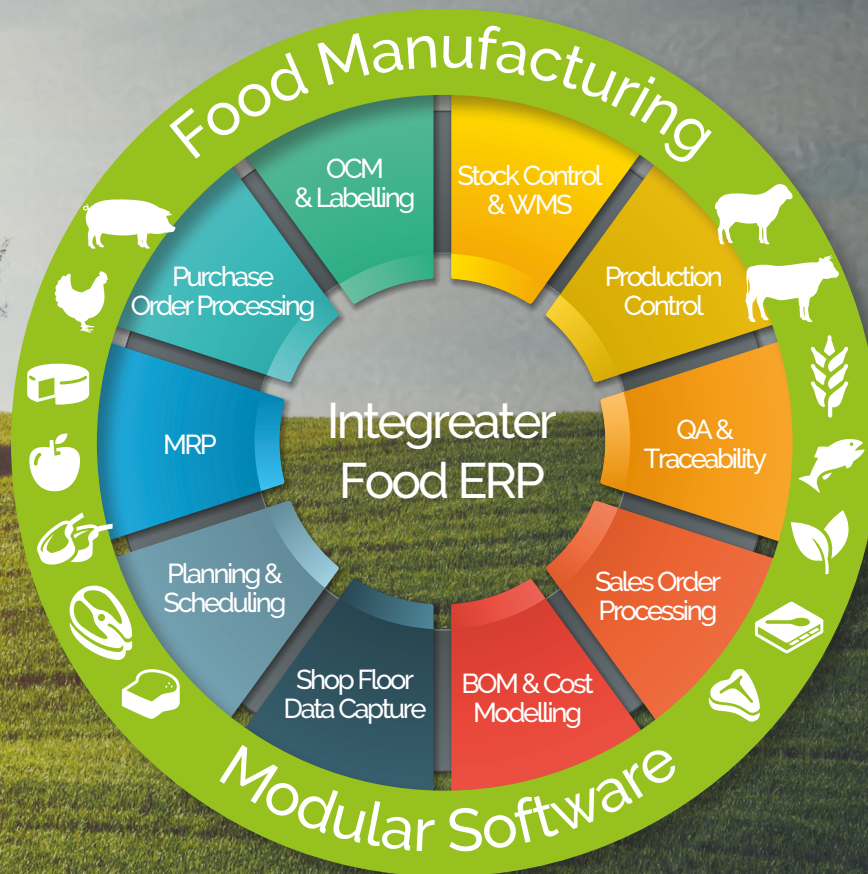 Food Manufacturing
OCM
& Labelling
Stock Control
& WMS
Purchase
Order Processing
Production
Control
MRP
Integreater
Food ERP
QA &
Traceability
Planning &
Scheduling
Sales Order
Processing
Shop Floor
Data Capture
BOM & Cost
Modelling
Modular Software